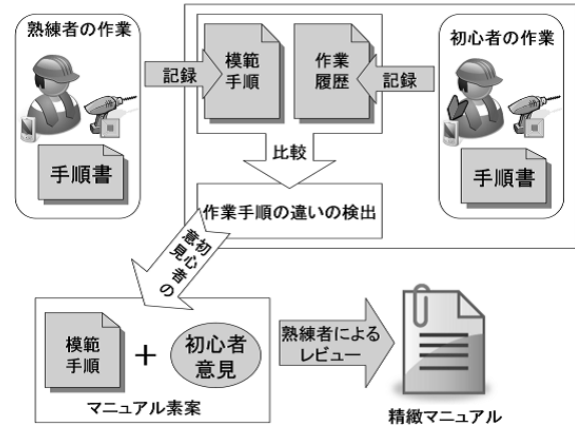 熟練者の作業
手順書
記録
模範
手順
作業
履歴
記録
初心者の作業
手順書
比較
作業手順の違いの検出
初心者の
意見
模範
手順
+
初心者
意見
マニュアル素案
熟練者による
レビュー
精緻マニュアル